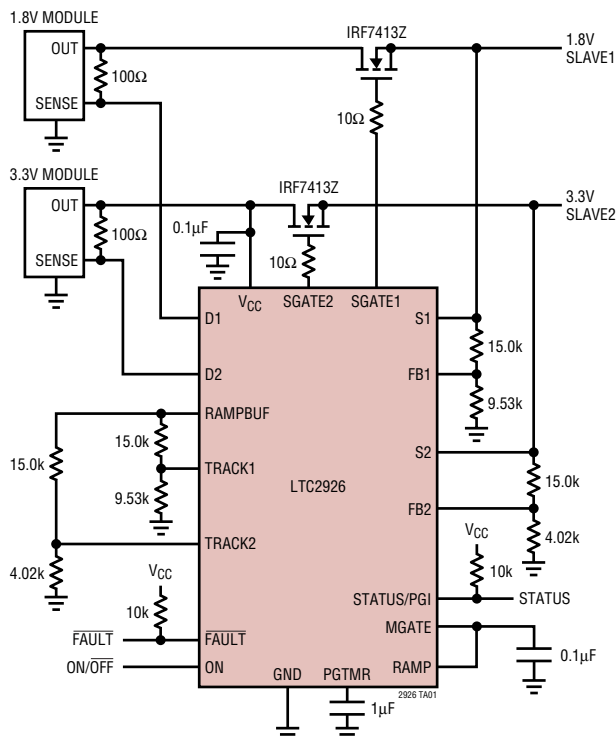 1.8V MODULE
OUT
SENSE
100Ω
IRF7413Z
10Ω
1.8V
SLAVE1
3.3V MODULE
OUT
SENSE
100Ω
0.1µF
IRF7413Z
10Ω
3.3V
SLAVE2
VCC
SGATE2
SGATE1
D1
S1
15.0k
D2
FB1
9.53k
RAMPBUF
15.0k
15.0k
TRACK1
9.53k
LTC2926
S2
15.0k
FB2
4.02k
TRACK2
4.02k
VCC
10k
VCC
10k
STATUS/PGI
STATUS
FAULT
FAULT
MGATE
ON/OFF
ON
RAMP
0.1µF
GND
PGTMR
2926 TA01
1µF